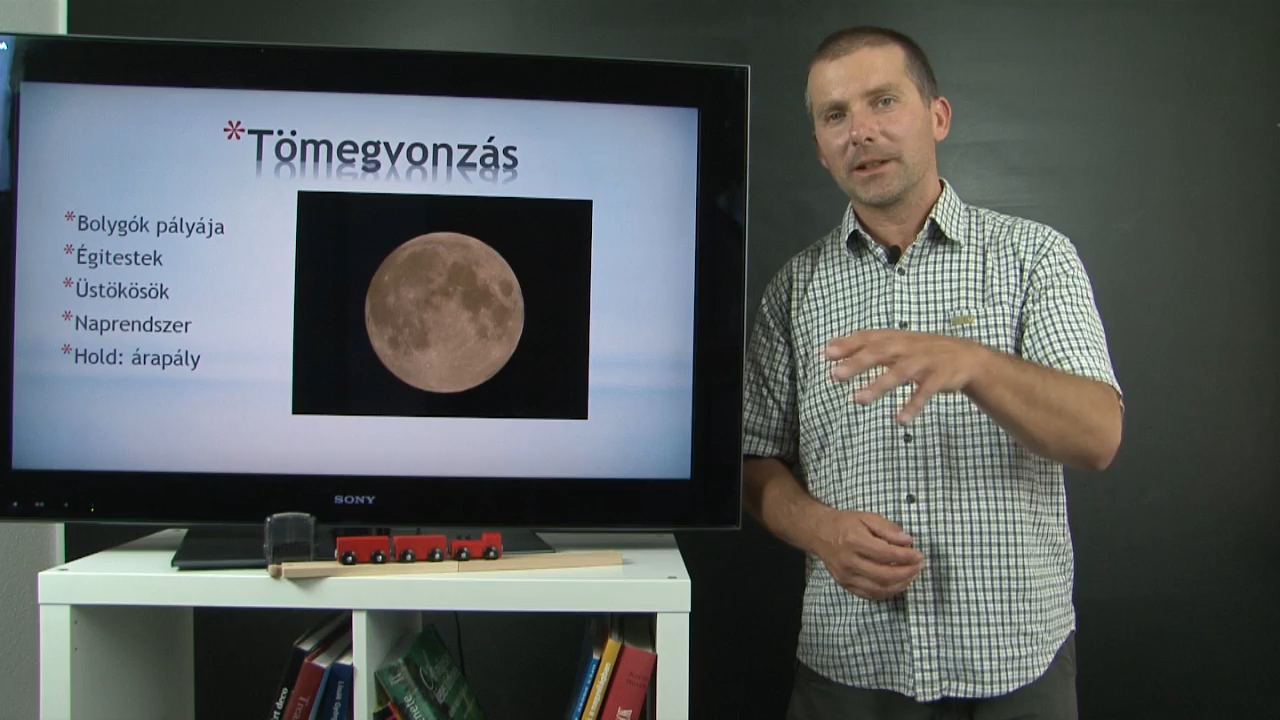 *Tömegvonzás
*Bolygók pályája
*Égitestek
*Üstökösök
*Naprendszer
*Hold: árapály
SONY